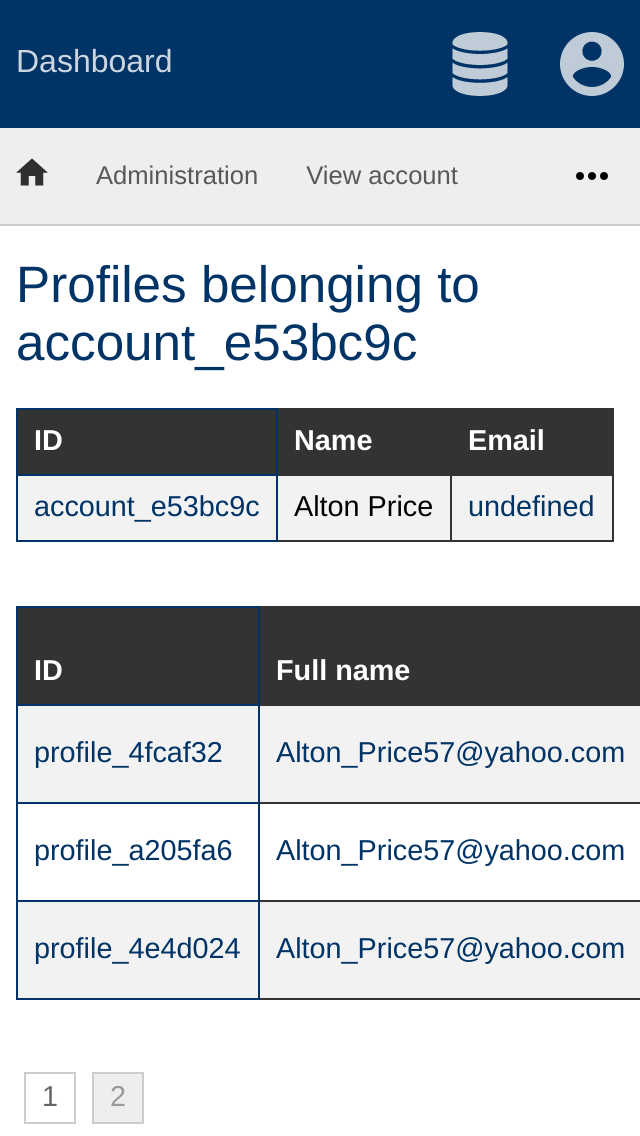 Dashboard
Administration View account
Profiles belonging to
account_e53bc9c
ID Name Email
account_e53bc9c Alton Price undefined
ID Full name
profile_4fcaf32 Alton_Price57@yahoo.com
profile_a205fa6 Alton_Price57@yahoo.com
profile_4e4d024 Alton_Price57@yahoo.com
1 2